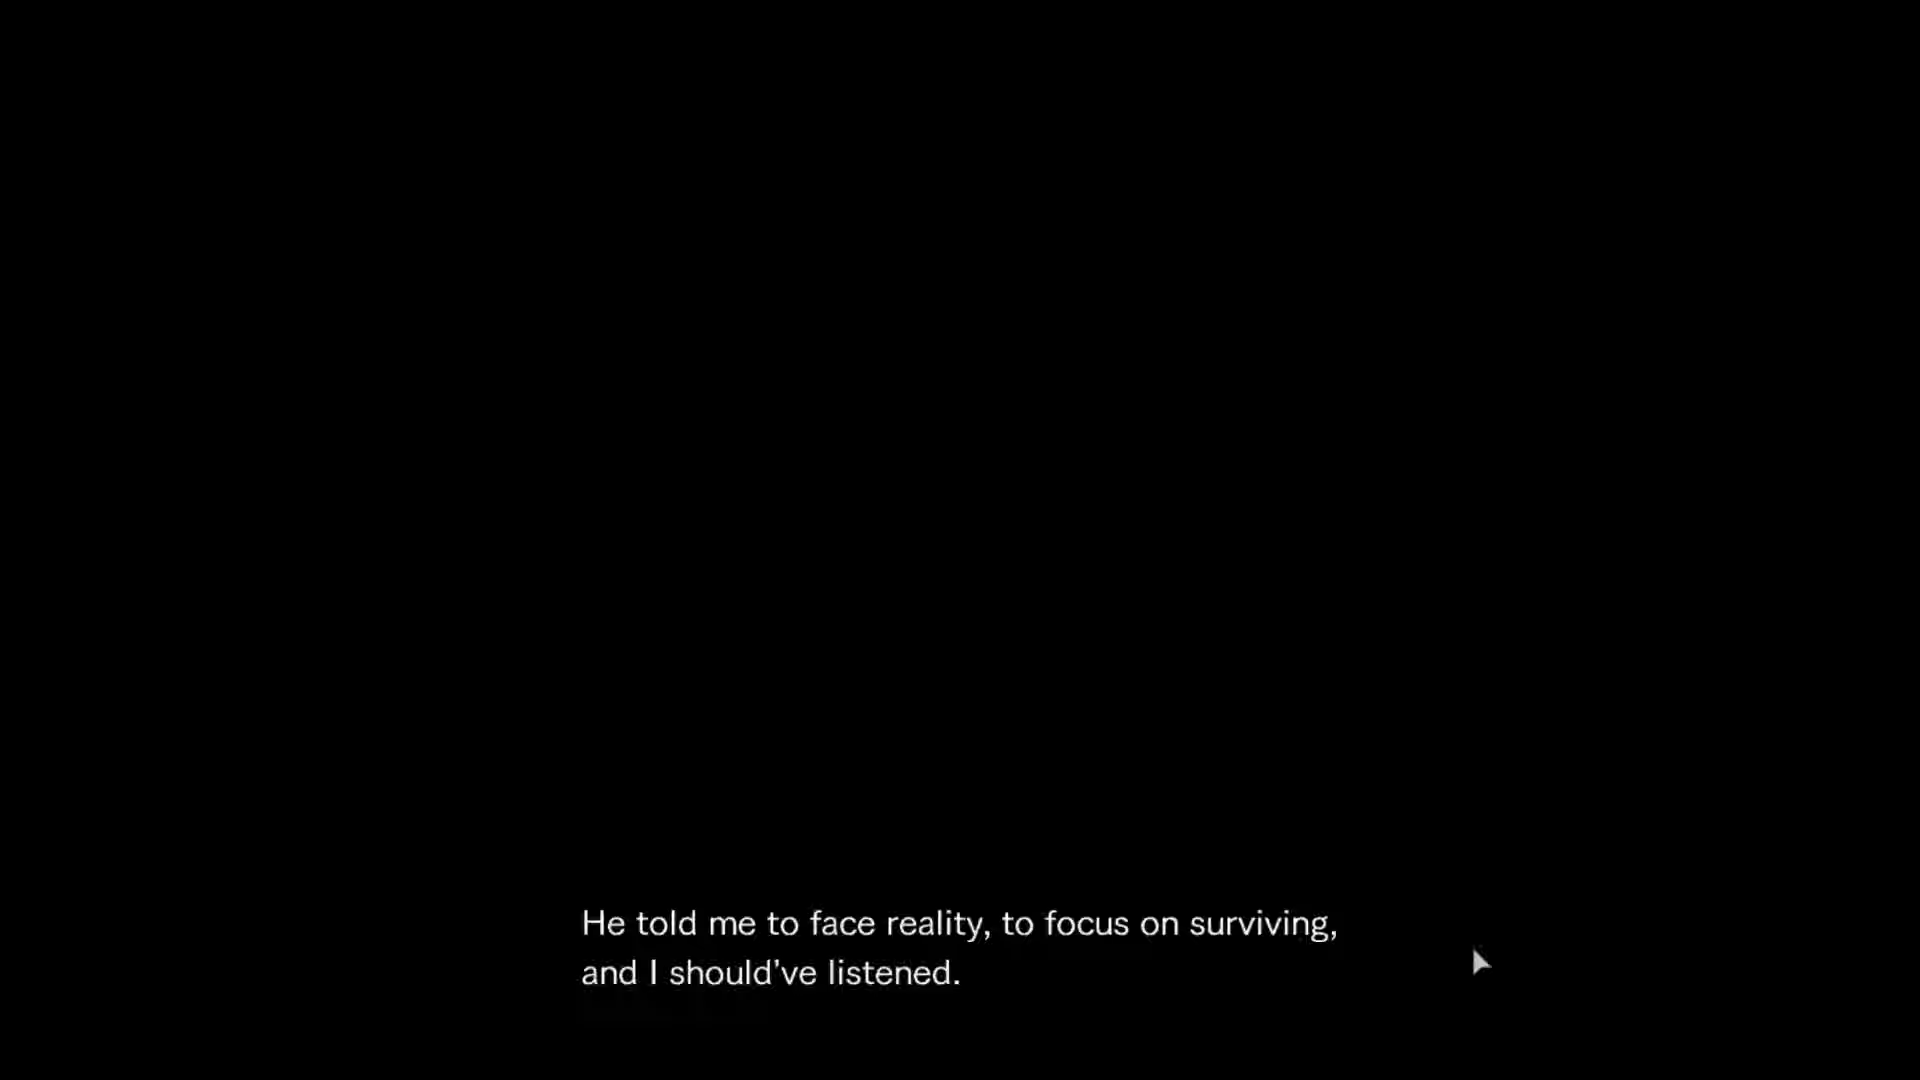 He told me to face reality, to focus on surviving,
and I should've listened.